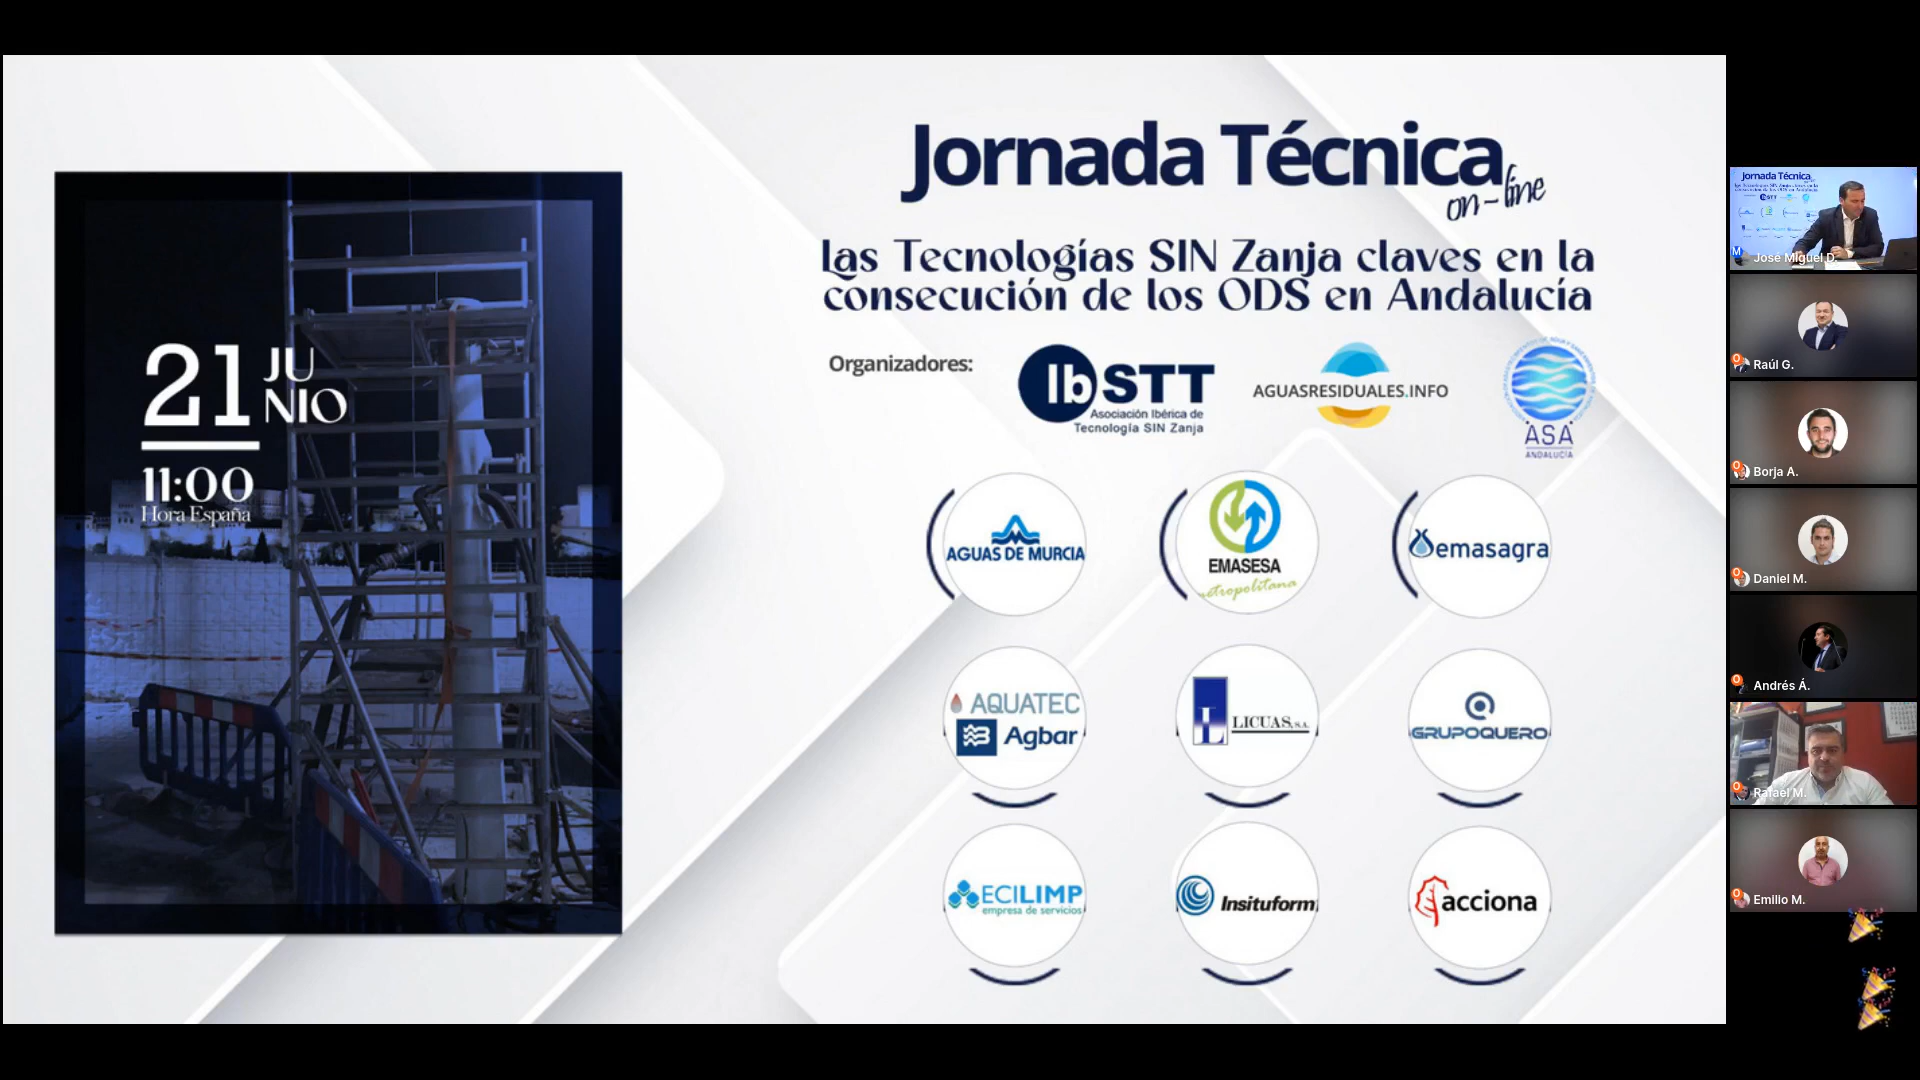 21 JU
NIO
11:00
Hora España
Jornada Técnica
on-line
Las Tecnologías SIN Zanja claves en la
consecución de los ODS en Andalucía
Organizadores:
IbSTT
Asociación Ibérica de
Tecnología SIN Zanja
AGUASRESIDUALES.INFO
ASA
ANDALUCÍA
AGUAS DE MURCIA
EMASESA
metropolitana
emasagra
AQUATEC
Agbar
L LICUAS, S.A.
GRUPOQUERO
ECILIMP
empresa de servicios
Insituform
acciona
Jornada Técnica
IbSTT
M
José Miguel D.
O
Raúl G.
O
Borja A.
O
Daniel M.
O
Andrés Á.
O
Rafael M.
O
Emilio M.